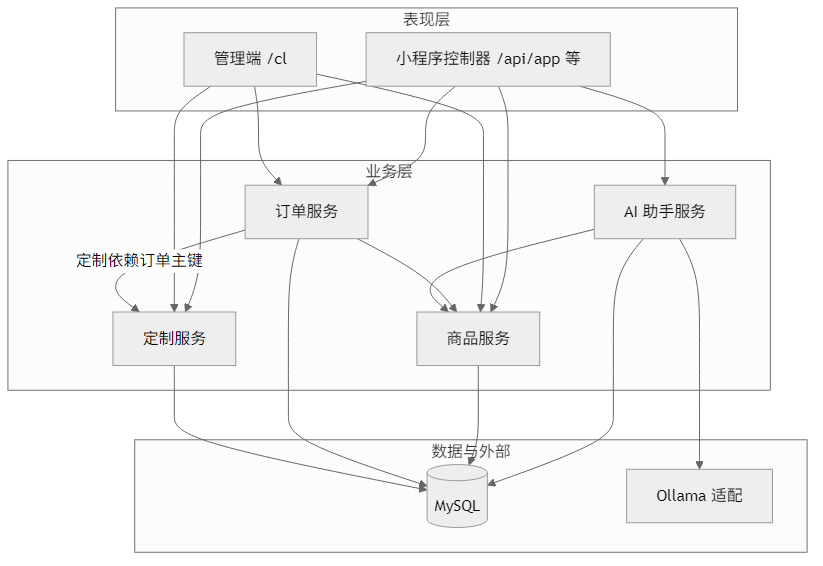 表现层
管理端 /cl
小程序控制器 /api/app 等
业务层
订单服务
AI 助手服务
定制依赖订单主键
定制服务
商品服务
数据与外部
MySQL
Ollama 适配